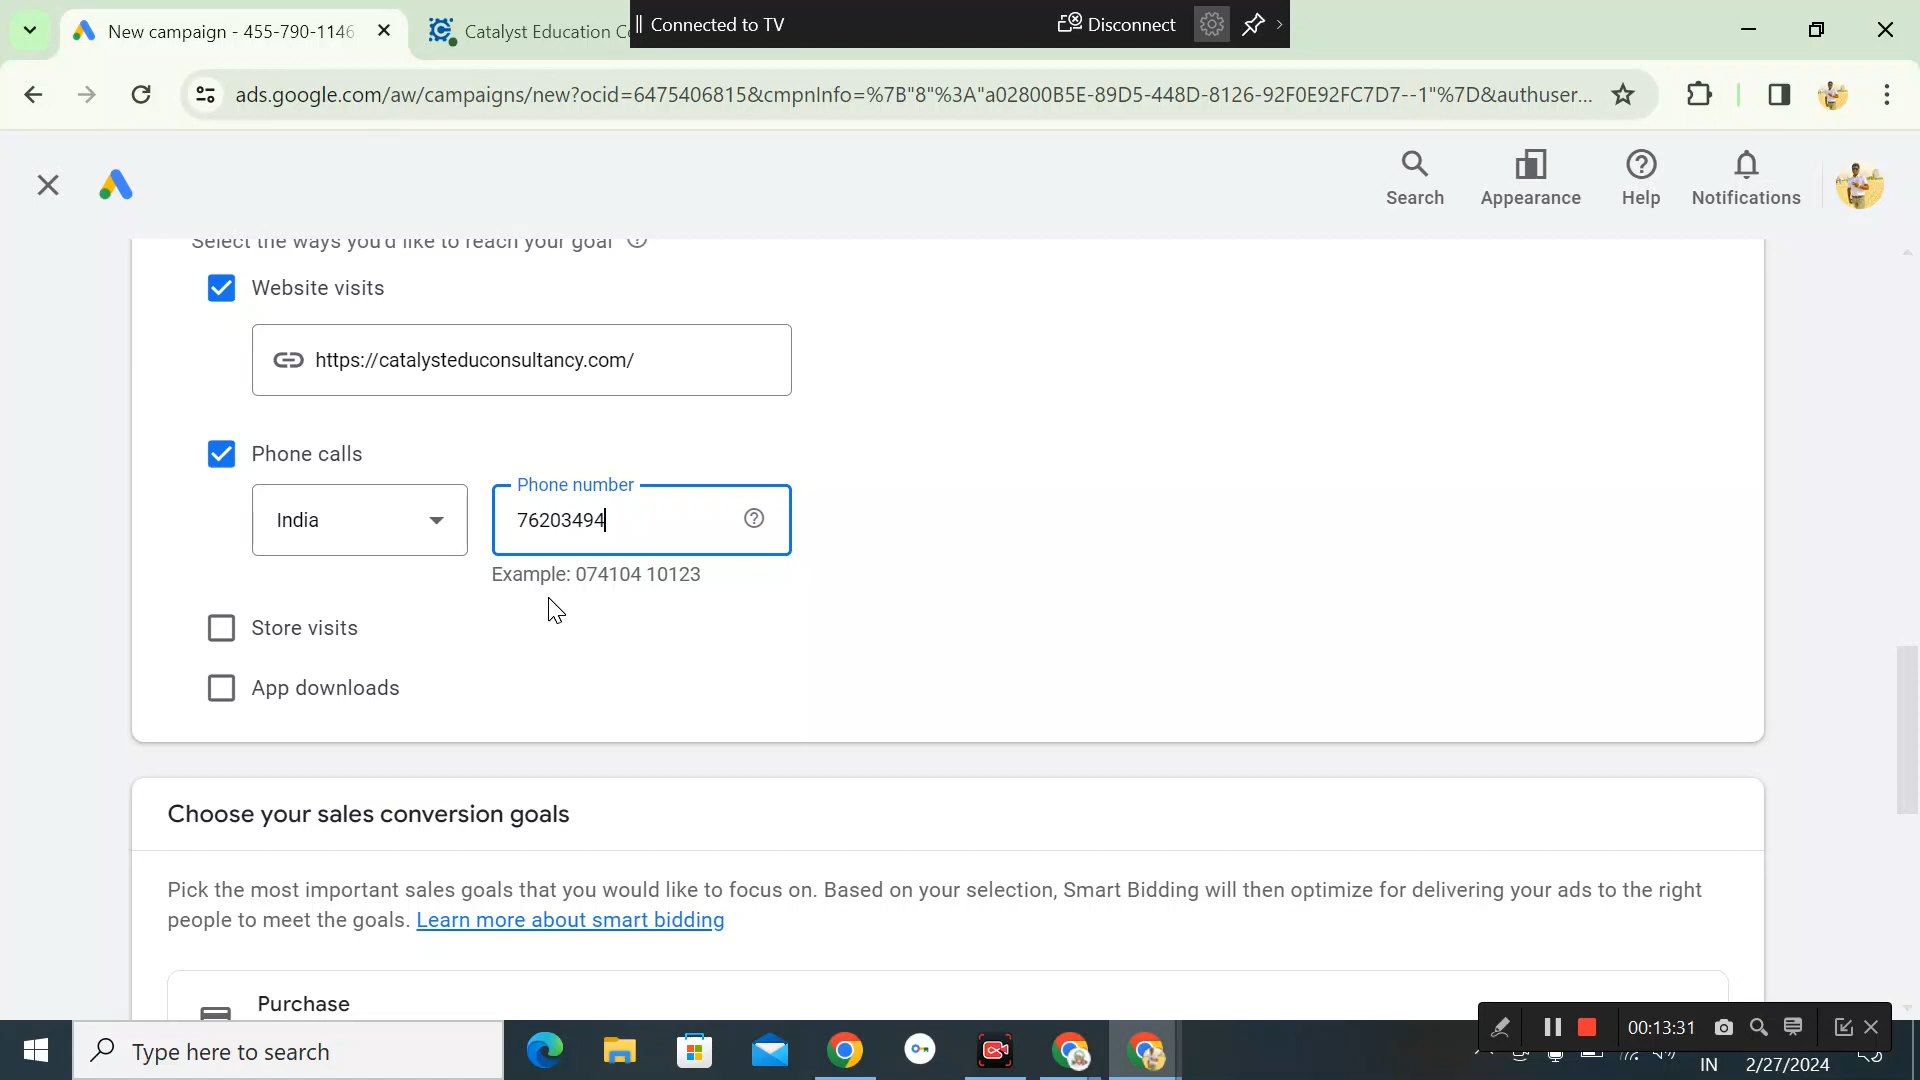 New campaign - 455-790-1146
Catalyst Education Co
Connected to TV
Disconnect
ads.google.com/aw/campaigns/new?ocid=6475406815&cmpnInfo=%7B"8"%3A"a02800B5E-89D5-448D-8126-92F0E92FC7D7--1"%7D&authuser...
Search
Appearance
Help
Notifications
Select the ways you'd like to reach your goal
Website visits
https://catalysteduconsultancy.com/
Phone calls
Phone number
India
76203494
Example: 074104 10123
Store visits
App downloads
Choose your sales conversion goals
Pick the most important sales goals that you would like to focus on. Based on your selection, Smart Bidding will then optimize for delivering your ads to the right
people to meet the goals. Learn more about smart bidding
Purchase
00:13:31
Type here to search
IN
2/27/2024